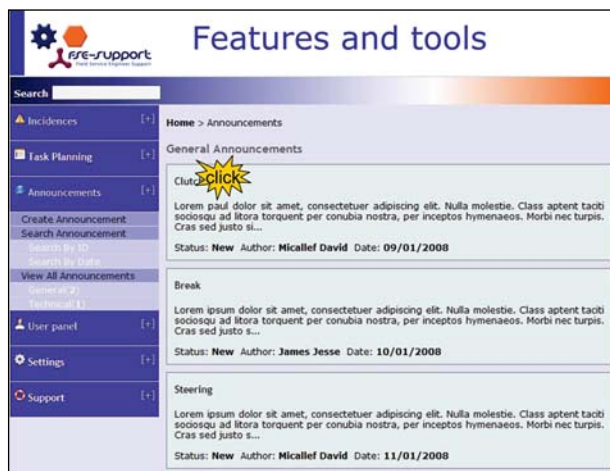 FSE-support
Field Service Engineer Support
Features and tools
Search
Incidences [+]
Task Planning [+]
Announcements [+]
Create Announcement
Search Announcement
Search By ID
Search By Date
View All Announcements
General(2)
Technical(1)
User panel [+]
Settings [+]
Support [+]
Home > Announcements
General Announcements
Clutch
click
Lorem paul dolor sit amet, consectetuer adipiscing elit. Nulla molestie. Class aptent taciti
sociosqu ad litora torquent per conubia nostra, per inceptos hymenaeos. Morbi nec turpis.
Cras sed justo si...
Status: New Author: Micallef David Date: 09/01/2008
Break
Lorem ipsum dolor sit amet, consectetuer adipiscing elit. Nulla molestie. Class aptent taciti
sociosqu ad litora torquent per conubia nostra, per inceptos hymenaeos. Morbi nec turpis.
Cras sed justo s...
Status: New Author: James Jesse Date: 10/01/2008
Steering
Lorem ipsum dolor sit amet, consectetuer adipiscing elit. Nulla molestie. Class aptent taciti
sociosqu ad litora torquent per conubia nostra, per inceptos hymenaeos. Morbi nec turpis.
Cras sed justo s...
Status: New Author: Micallef David Date: 11/01/2008